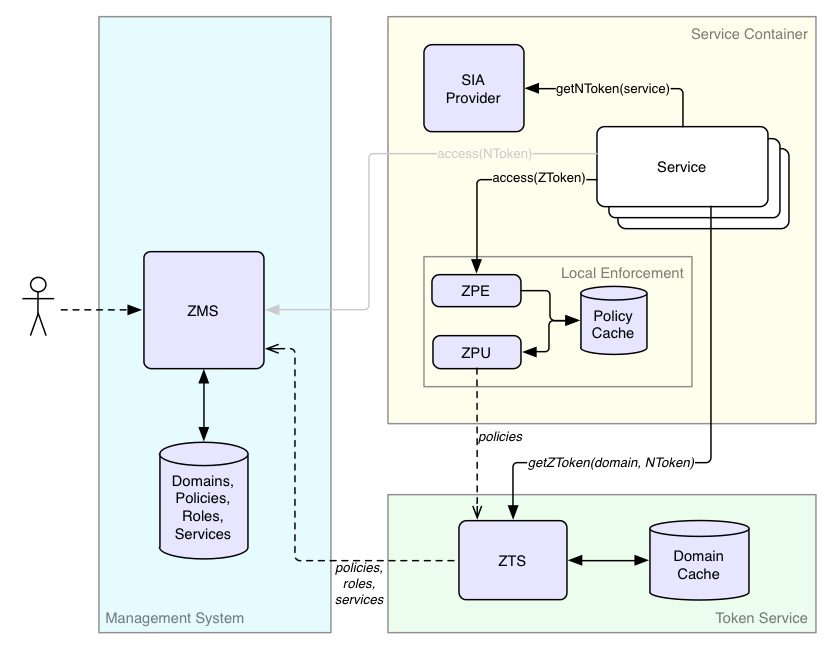 Service Container
SIA
Provider
getNToken(service)
access(NToken)
Service
access(ZToken)
Local Enforcement
ZMS
ZPE
Policy
Cache
ZPU
policies
getZToken(domain, NToken)
Domains,
Policies,
Roles,
Services
ZTS
Domain
Cache
policies,
roles,
services
Management System
Token Service